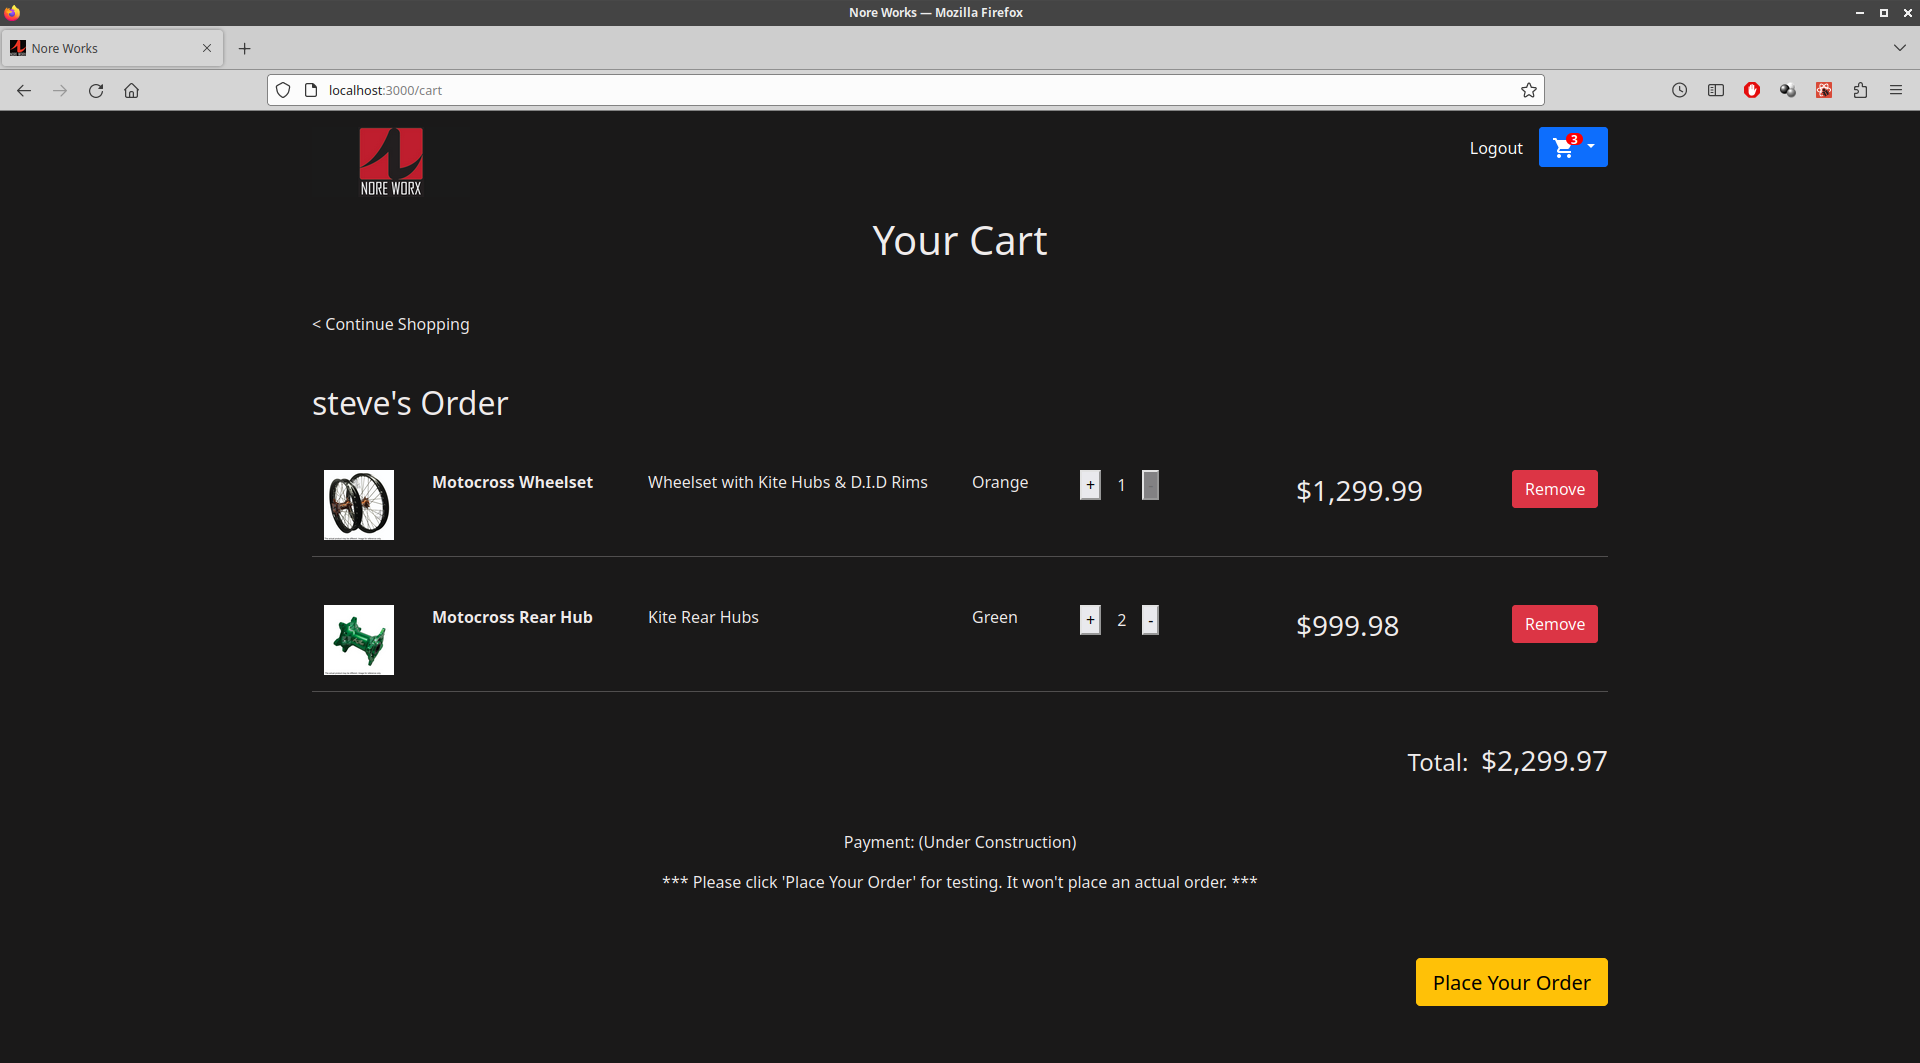 Nore Works — Mozilla Firefox
Nore Works
localhost:3000/cart
NORE WORX
Logout
3
Your Cart
< Continue Shopping
steve's Order
Motocross Wheelset Wheelset with Kite Hubs & D.I.D Rims Orange + 1 - $1,299.99 Remove
Motocross Rear Hub Kite Rear Hubs Green + 2 - $999.98 Remove
Total: $2,299.97
Payment: (Under Construction)
*** Please click 'Place Your Order' for testing. It won't place an actual order. ***
Place Your Order